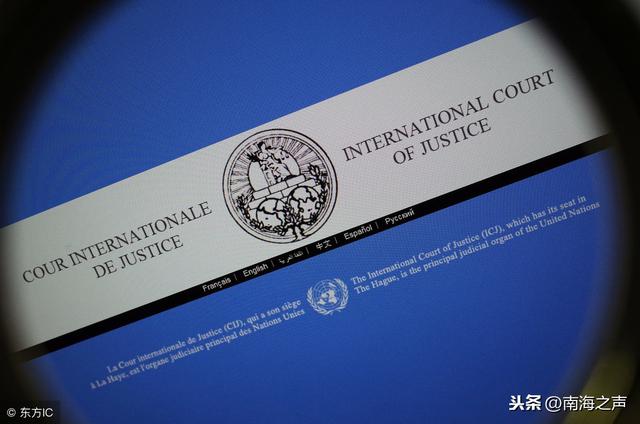 COUR INTERNATIONALE
DE JUSTICE
INTERNATIONAL COURT
OF JUSTICE
Français | English | العربية | 中文 | Español | Русский
La Cour internationale de Justice (CIJ), qui a son siège
à La Haye, est l'organe judiciaire principal des Nations Unies
The International Court of Justice (ICJ), which has its seat in
The Hague, is the principal judicial organ of the United Nations
© 东方IC
头条 @南海之声